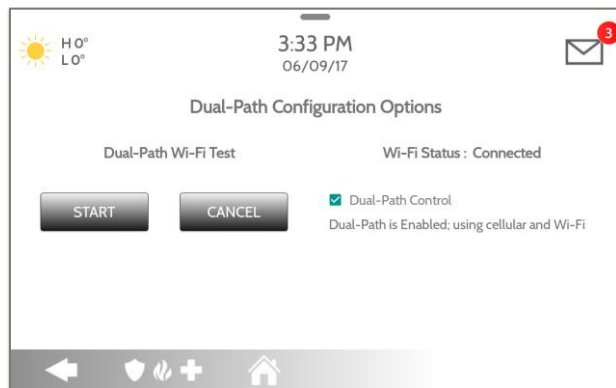 H 0°
L 0°
3:33 PM
06/09/17
3
Dual-Path Configuration Options
Dual-Path Wi-Fi Test
Wi-Fi Status : Connected
START
CANCEL
Dual-Path Control
Dual-Path is Enabled; using cellular and Wi-Fi